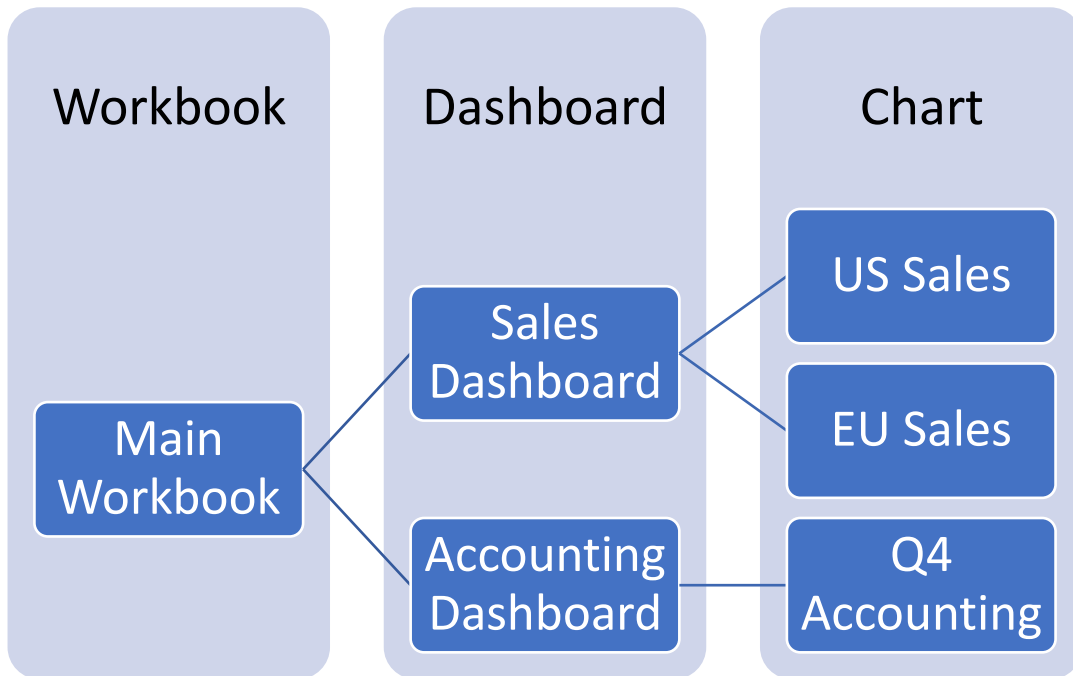 Workbook
Dashboard
Chart
Main
Workbook
Sales
Dashboard
Accounting
Dashboard
US Sales
EU Sales
Q4
Accounting